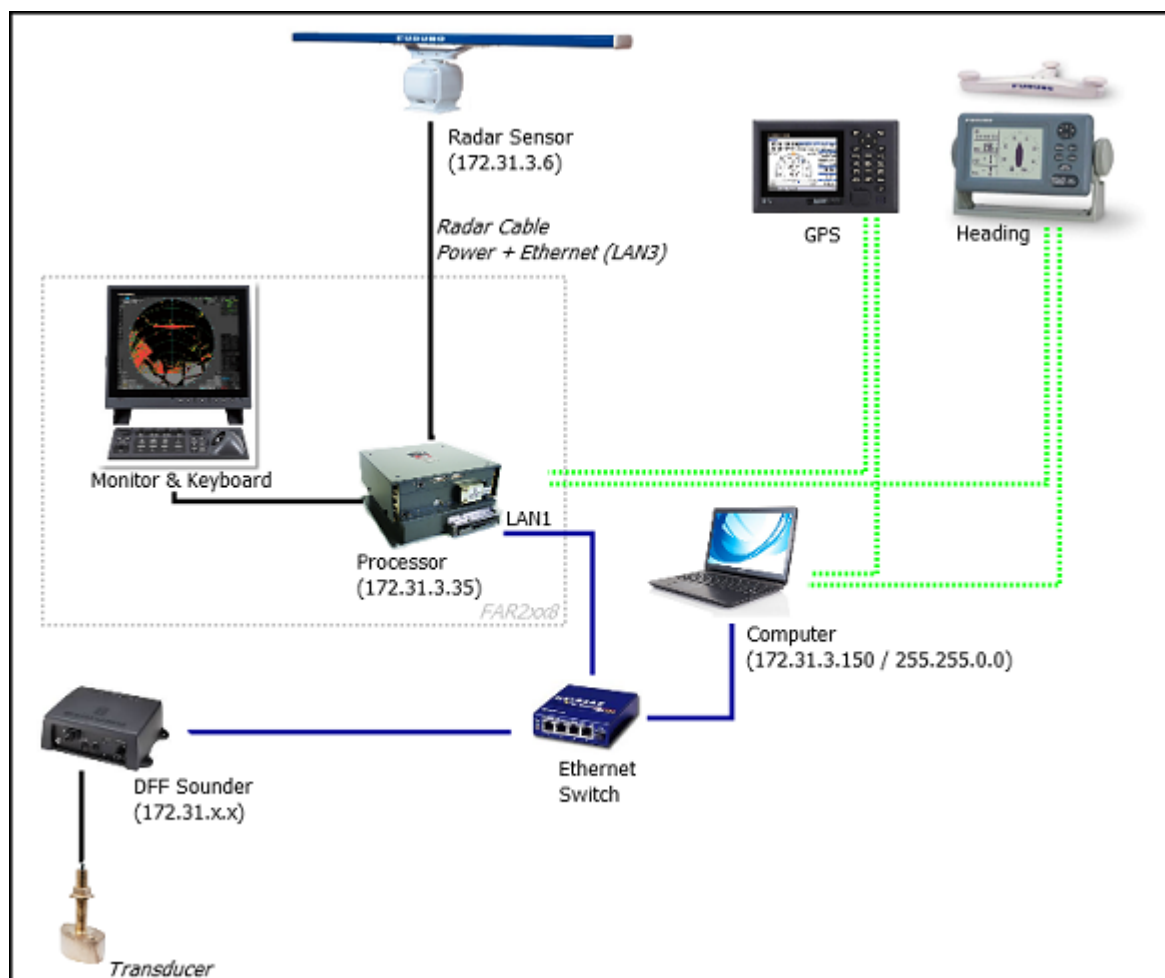 FURUNO
Radar Sensor
(172.31.3.6)
FURUNO
GPS
Heading
Radar Cable
Power + Ethernet (LAN3)
Monitor & Keyboard
LAN1
Processor
(172.31.3.35)
FAR2xx8
Computer
(172.31.3.150 / 255.255.0.0)
DFF Sounder
(172.31.x.x)
Ethernet
Switch
Transducer